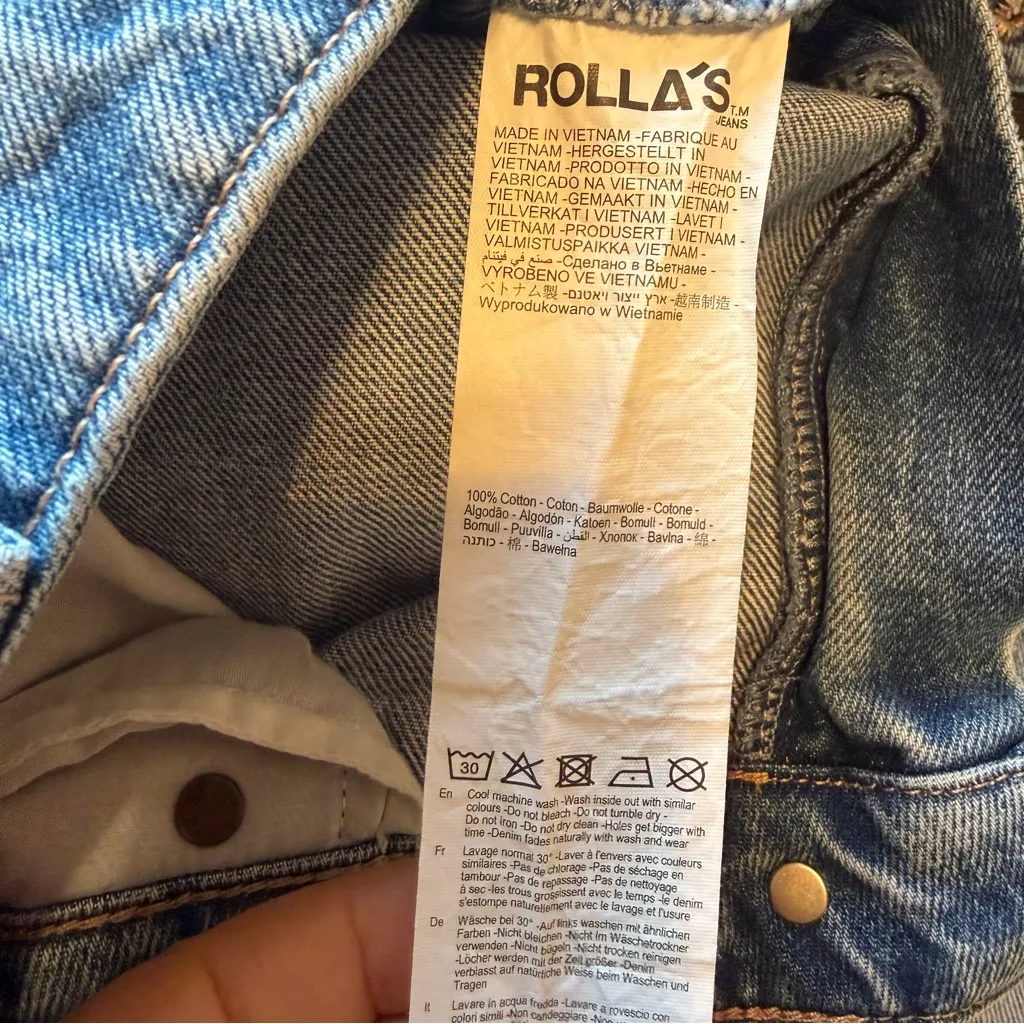 ROLLA'S
T.M
JEANS
MADE IN VIETNAM -FABRIQUE AU
VIETNAM -HERGESTELLT IN
VIETNAM -PRODOTTO IN VIETNAM -
FABRICADO NA VIETNAM -HECHO EN
VIETNAM -GEMAAKT IN VIETNAM -
TILLVERKAT I VIETNAM -LAVET I
VIETNAM -PRODUSERT I VIETNAM -
VALMISTUSPAIKKA VIETNAM -
صنع في فيتنام -Сделано в Вьетнаме -
VYROBENO VE VIETNAMU -
ベトナム製 -ארץ ייצור ויאטנם -越南制造 -
Wyprodukowano w Wietnamie
100% Cotton - Coton - Baumwolle - Cotone -
Algodão - Algodón - Katoen - Bomull - Bomuld -
Bomull - Puuvilla - القطن - Хлопок - Bavlna - 綿 -
כותנה - 棉 - Bawełna
30
En Cool machine wash -Wash inside out with similar
colours -Do not bleach -Do not tumble dry -
Do not iron -Do not dry clean -Holes get bigger with
time -Denim fades naturally with wash and wear
Fr Lavage normal 30° -Laver à l'envers avec couleurs
similaires -Pas de chlorage -Pas de séchage en
tambour -Pas de repassage -Pas de nettoyage
à sec -les trous grossissent avec le temps -le denim
s'estompe naturellement avec le lavage et l'usure
De Wäsche bei 30° -Auf links waschen mit ähnlichen
Farben -Nicht bleichen -Nicht im Wäschetrockner
verwenden -Nicht bügeln -Nicht trocken reinigen
-Löcher werden mit der Zeit größer -Denim
verblasst auf natürliche Weise beim Waschen und
Tragen
It Lavare in acqua fredda -Lavare a rovescio con
colori simili -Non candeggiare -Non